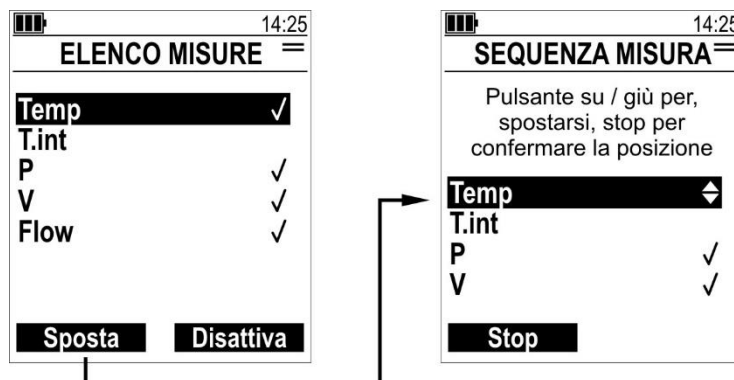 14:25
ELENCO MISURE
Temp ✓
T.int
P ✓
V ✓
Flow ✓
Sposta Disattiva
14:25
SEQUENZA MISURA
Pulsante su / giù per,
spostarsi, stop per
confermare la posizione
Temp
T.int
P ✓
V ✓
Stop